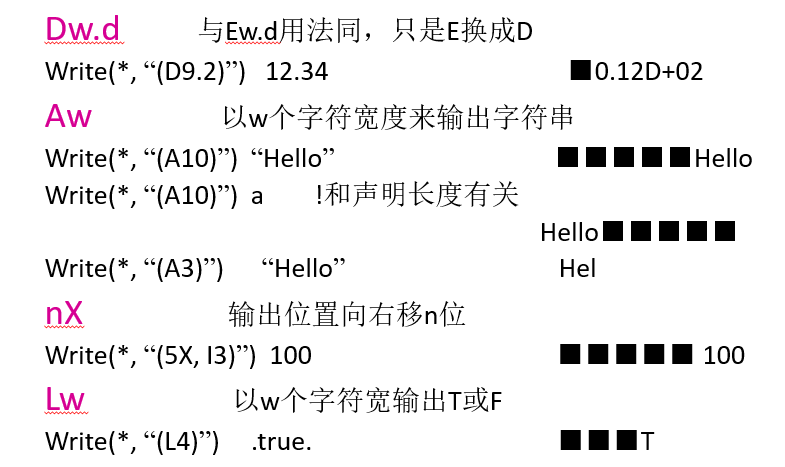 Dw.d 与Ew.d用法同，只是E换成D
Write(*, “(D9.2)”) 12.34 ■0.12D+02
Aw 以w个字符宽度来输出字符串
Write(*, “(A10)”) “Hello” ■■■■■Hello
Write(*, “(A10)”) a !和声明长度有关
Hello■■■■■
Write(*, “(A3)”) “Hello” Hel
nX 输出位置向右移n位
Write(*, “(5X, I3)”) 100 ■■■■■ 100
Lw 以w个字符宽输出T或F
Write(*, “(L4)”) .true. ■■■T